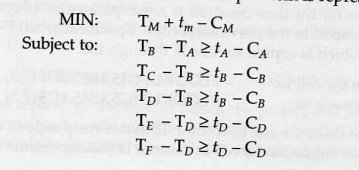 MIN: T_M + t_m − C_M
Subject to: T_B − T_A ≥ t_A − C_A
T_C − T_B ≥ t_B − C_B
T_D − T_B ≥ t_B − C_B
T_E − T_D ≥ t_D − C_D
T_F − T_D ≥ t_D − C_D